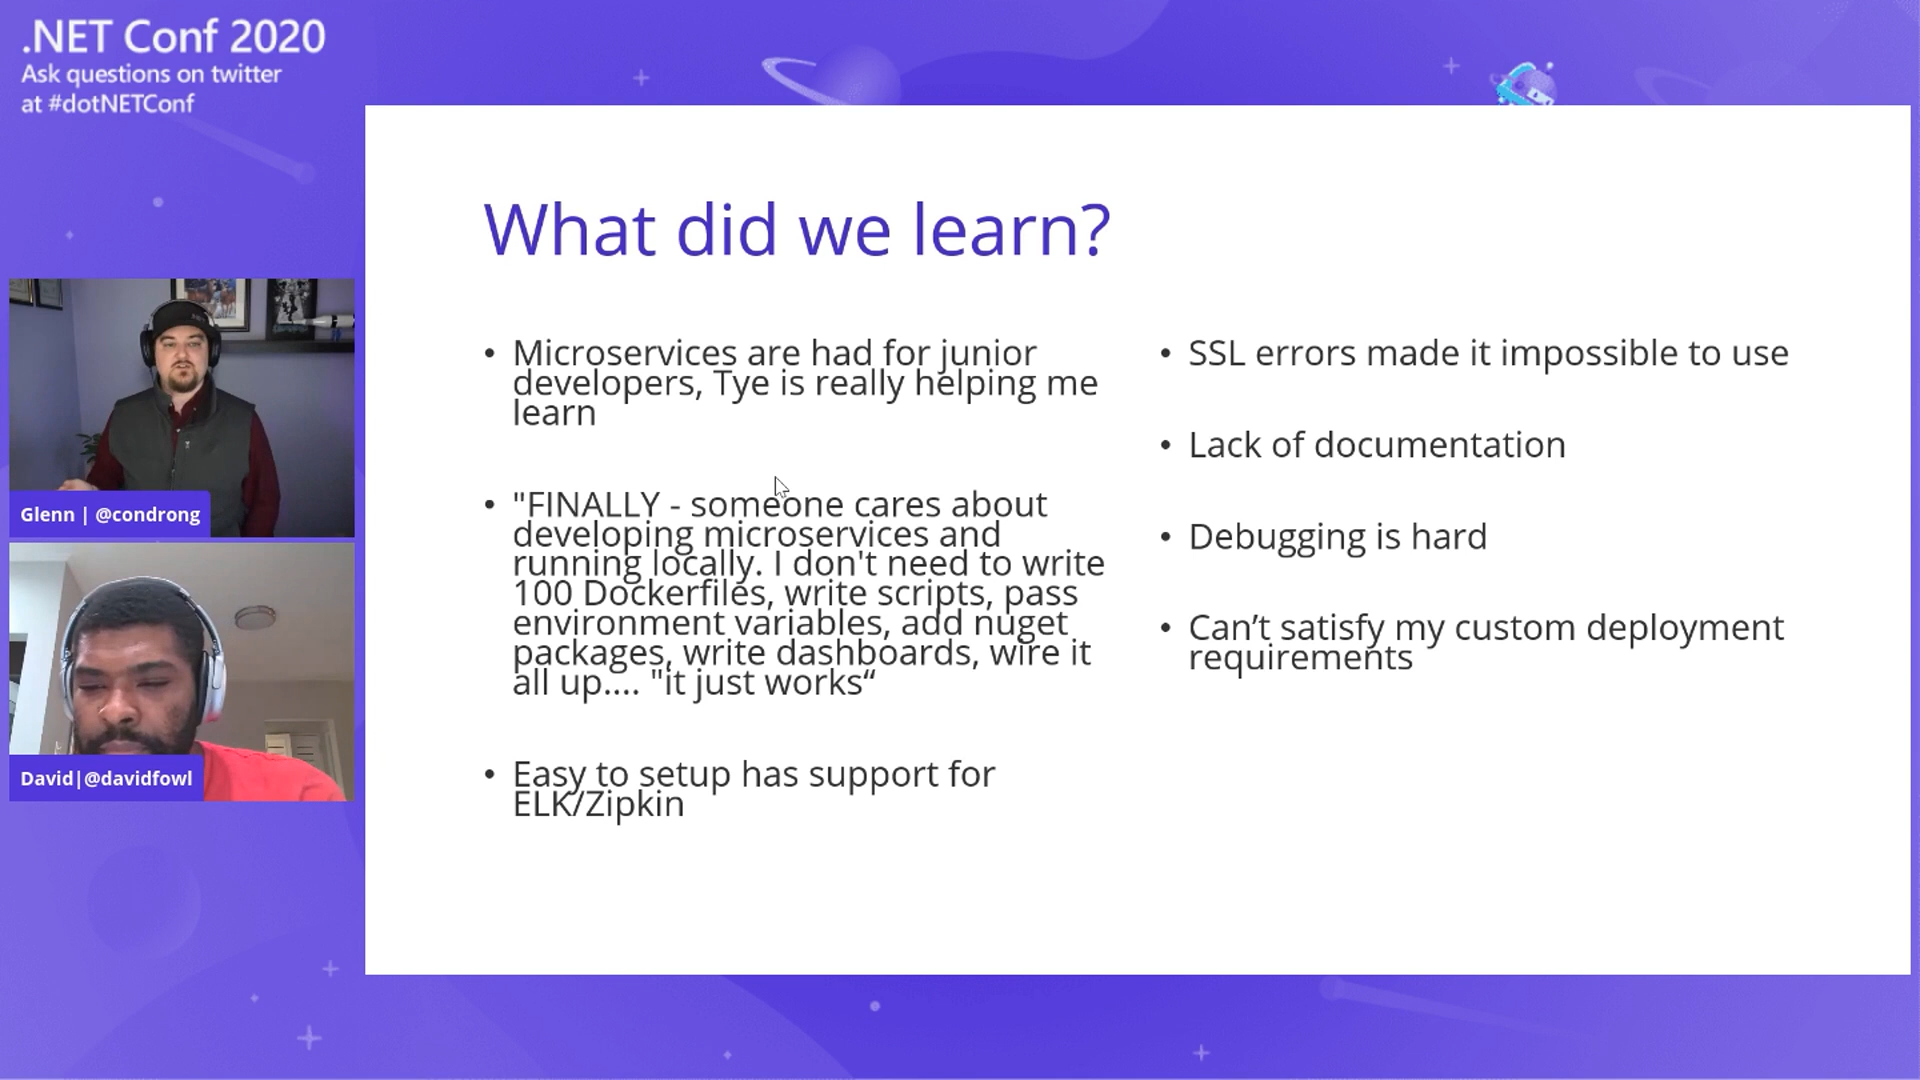 .NET Conf 2020
Ask questions on twitter
at #dotNETConf
Glenn | @condrong
David|@davidfowl
What did we learn?
• Microservices are had for junior
developers, Tye is really helping me
learn
• "FINALLY - someone cares about
developing microservices and
running locally. I don't need to write
100 Dockerfiles, write scripts, pass
environment variables, add nuget
packages, write dashboards, wire it
all up.... "it just works“
• Easy to setup has support for
ELK/Zipkin
• SSL errors made it impossible to use
• Lack of documentation
• Debugging is hard
• Can’t satisfy my custom deployment
requirements